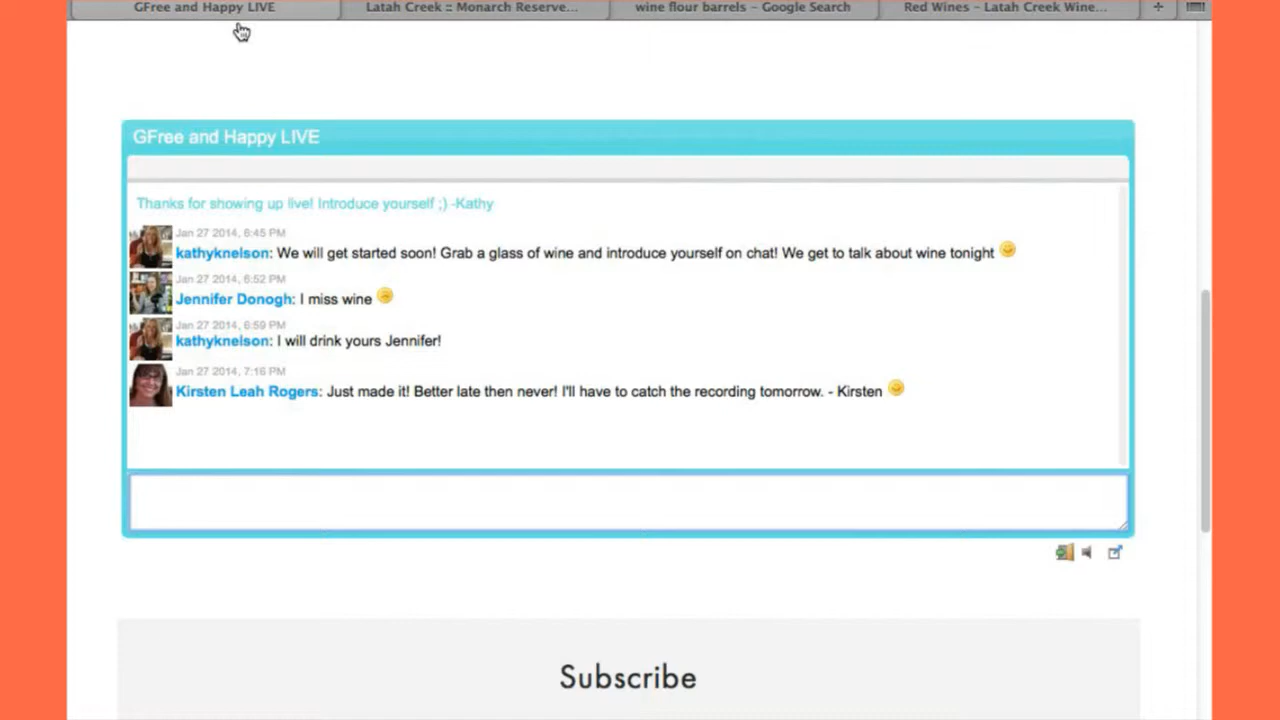 GFree and Happy LIVE
Latah Creek :: Monarch Reserve...
wine flour barrels – Google Search
Red Wines – Latah Creek Wine...
GFree and Happy LIVE
Thanks for showing up live! Introduce yourself ;) -Kathy
Jan 27 2014, 6:45 PM
kathyknelson: We will get started soon! Grab a glass of wine and introduce yourself on chat! We get to talk about wine tonight
Jan 27 2014, 6:52 PM
Jennifer Donogh: I miss wine
Jan 27 2014, 6:59 PM
kathyknelson: I will drink yours Jennifer!
Jan 27 2014, 7:16 PM
Kirsten Leah Rogers: Just made it! Better late then never! I'll have to catch the recording tomorrow. - Kirsten
Subscribe